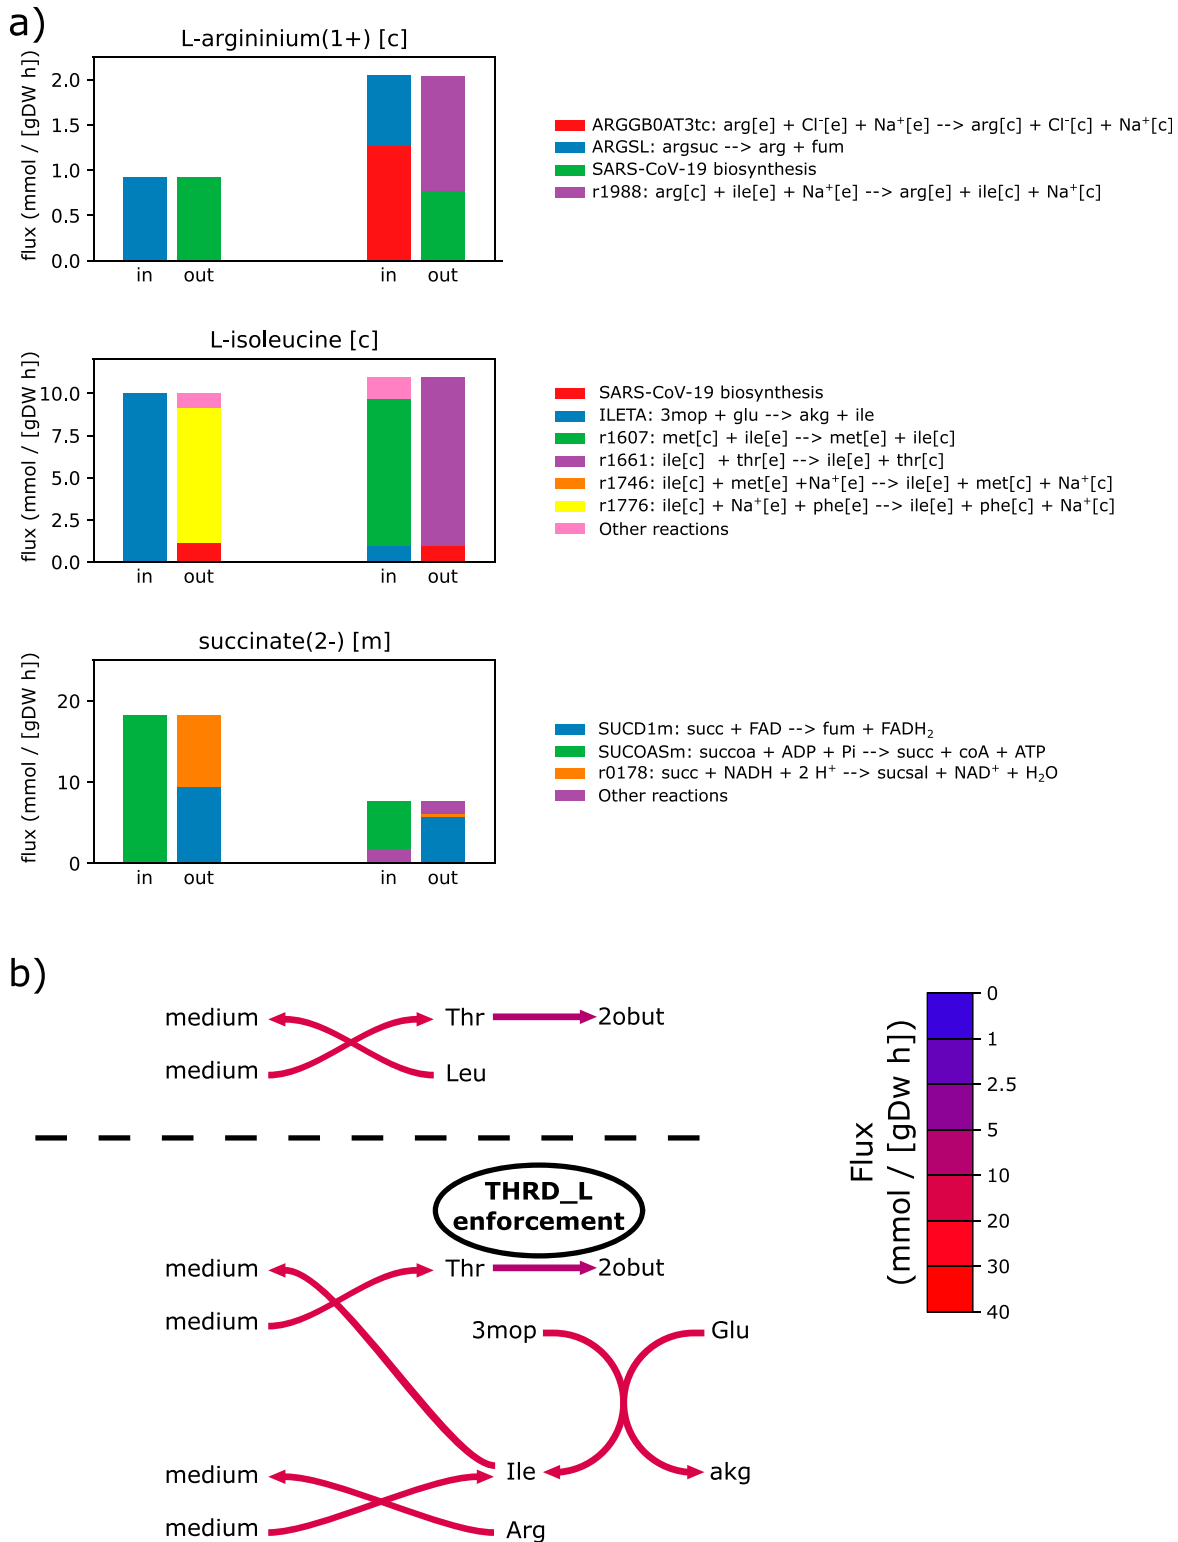 a)
L-argininium(1+) [c]
flux (mmol / [gDW h])
2.0
1.5
1.0
0.5
0.0
in
out
in
out
ARGGB0AT3tc: arg[e] + Cl⁻[e] + Na⁺[e] --> arg[c] + Cl⁻[c] + Na⁺[c]
ARGSL: argsuc --> arg + fum
SARS-CoV-19 biosynthesis
r1988: arg[c] + ile[e] + Na⁺[e] --> arg[e] + ile[c] + Na⁺[c]
L-isoleucine [c]
flux (mmol / [gDW h])
10.0
7.5
5.0
2.5
0.0
in
out
in
out
SARS-CoV-19 biosynthesis
ILETA: 3mop + glu --> akg + ile
r1607: met[c] + ile[e] --> met[e] + ile[c]
r1661: ile[c] + thr[e] --> ile[e] + thr[c]
r1746: ile[c] + met[e] +Na⁺[e] --> ile[e] + met[c] + Na⁺[c]
r1776: ile[c] + Na⁺[e] + phe[e] --> ile[e] + phe[c] + Na⁺[c]
Other reactions
succinate(2-) [m]
flux (mmol / [gDW h])
20
10
0
in
out
in
out
SUCD1m: succ + FAD --> fum + FADH₂
SUCOASm: succoa + ADP + Pi --> succ + coA + ATP
r0178: succ + NADH + 2 H⁺ --> sucsal + NAD⁺ + H₂O
Other reactions
b)
medium
Thr
2obut
medium
Leu
THRD_L
enforcement
medium
Thr
2obut
medium
3mop
Glu
medium
Ile
akg
medium
Arg
Flux
(mmol / [gDw h])
0
1
2.5
5
10
20
30
40